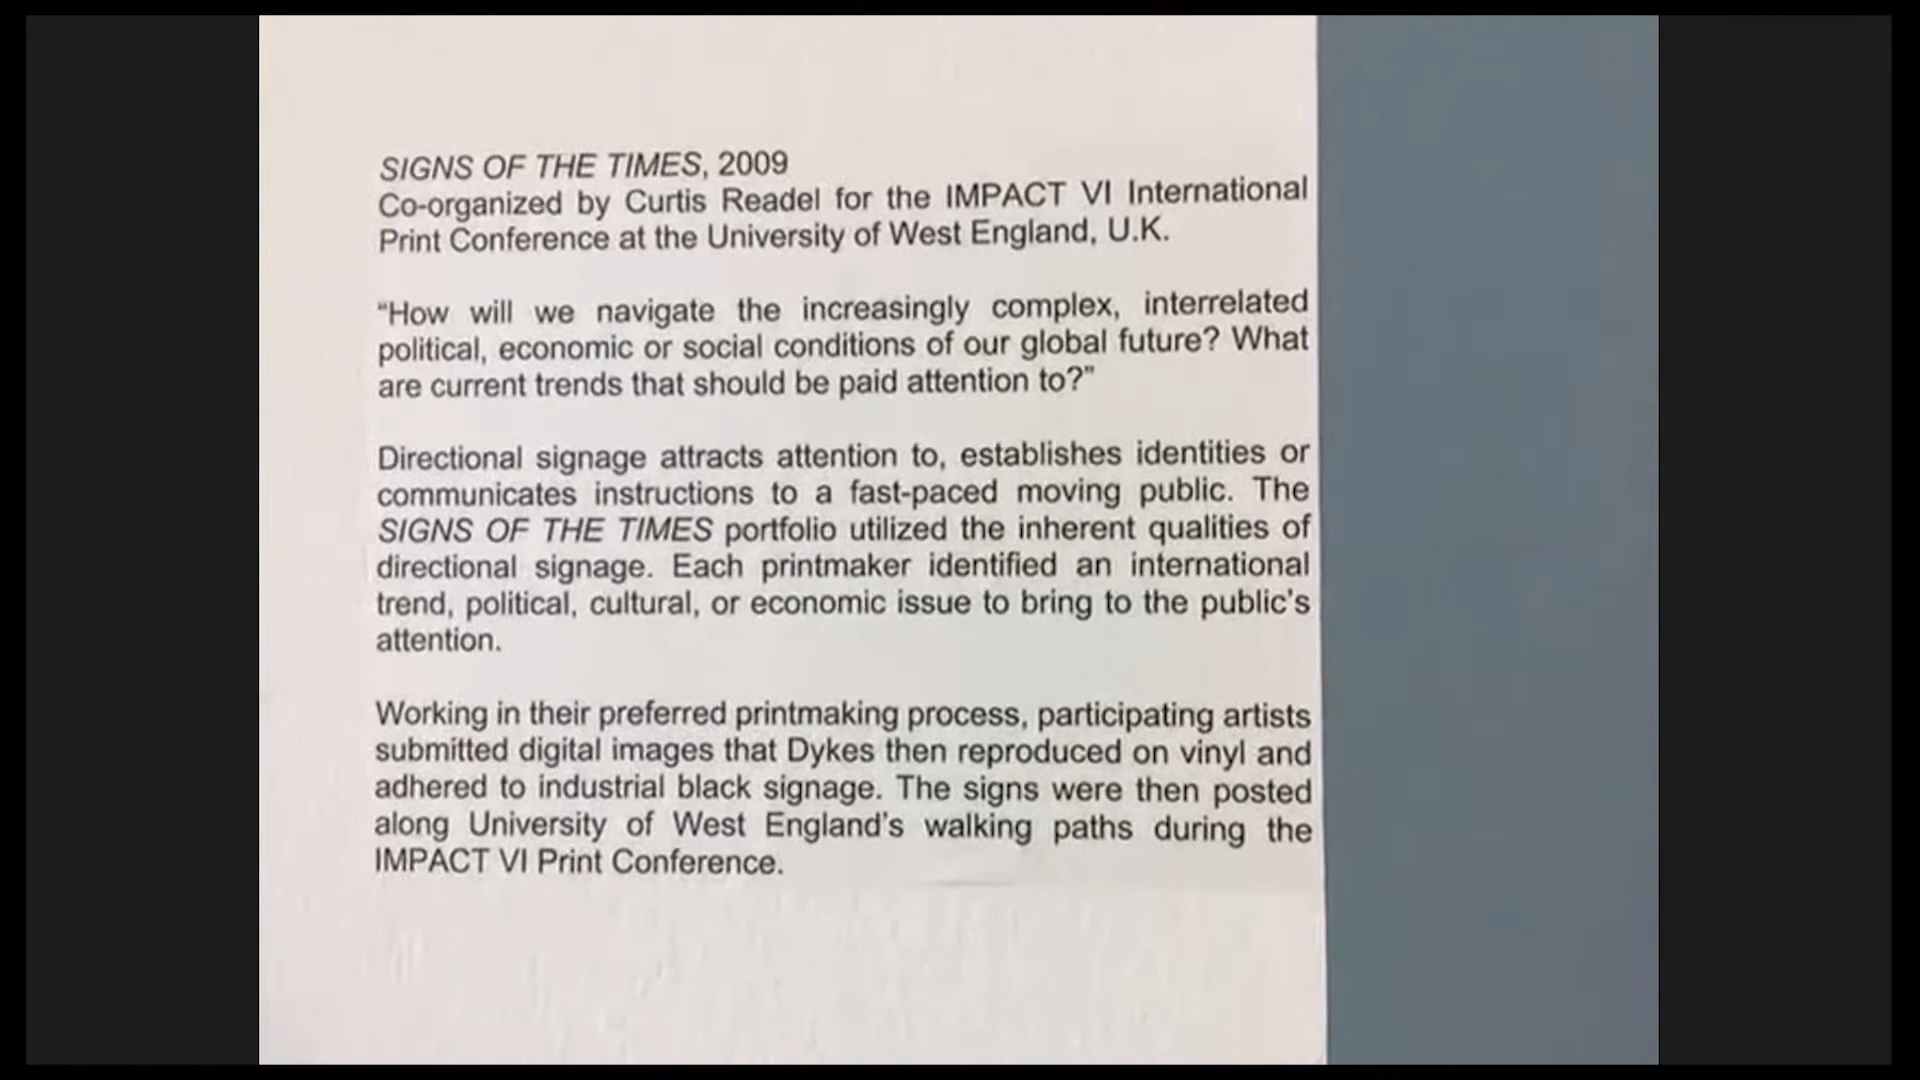 SIGNS OF THE TIMES, 2009
Co-organized by Curtis Readel for the IMPACT VI International
Print Conference at the University of West England, U.K.
“How will we navigate the increasingly complex, interrelated
political, economic or social conditions of our global future? What
are current trends that should be paid attention to?”
Directional signage attracts attention to, establishes identities or
communicates instructions to a fast-paced moving public. The
SIGNS OF THE TIMES portfolio utilized the inherent qualities of
directional signage. Each printmaker identified an international
trend, political, cultural, or economic issue to bring to the public's
attention.
Working in their preferred printmaking process, participating artists
submitted digital images that Dykes then reproduced on vinyl and
adhered to industrial black signage. The signs were then posted
along University of West England's walking paths during the
IMPACT VI Print Conference.